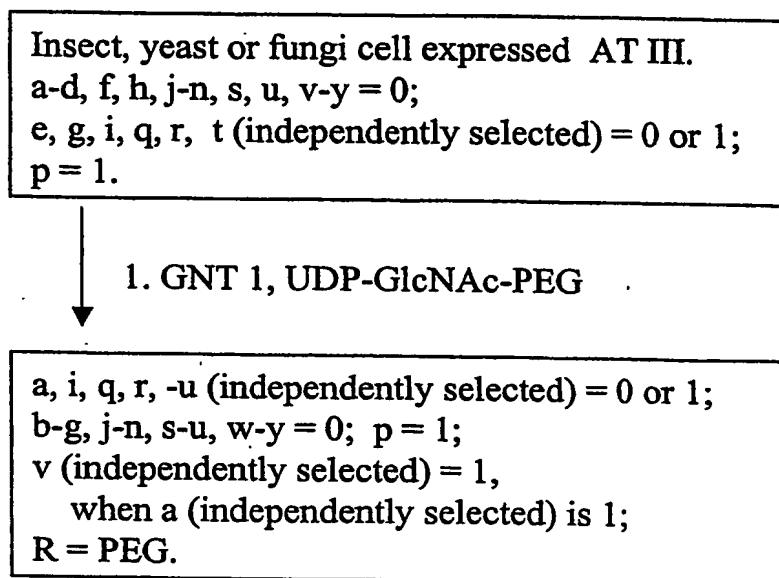 Insect, yeast or fungi cell expressed AT III.
a-d, f, h, j-n, s, u, v-y = 0;
e, g, i, q, r, t (independently selected) = 0 or 1;
p = 1.
1. GNT 1, UDP-GlcNAc-PEG
a, i, q, r, -u (independently selected) = 0 or 1;
b-g, j-n, s-u, w-y = 0; p = 1;
v (independently selected) = 1,
when a (independently selected) is 1;
R = PEG.